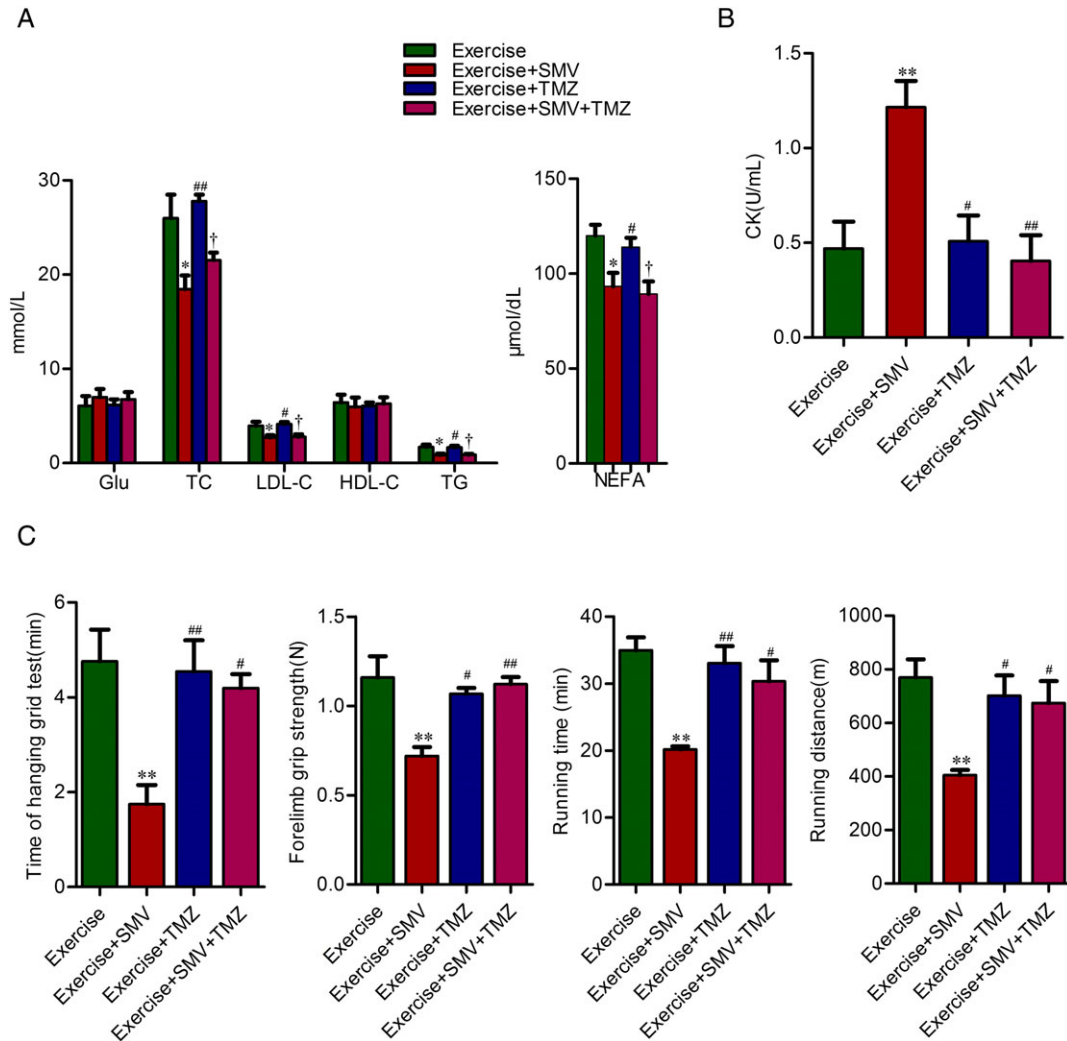 A
Exercise
Exercise+SMV
Exercise+TMZ
Exercise+SMV+TMZ
mmol/L
30
20
10
0
*
##
†
*
#
†
*
#
†
Glu
TC
LDL-C
HDL-C
TG
µmol/dL
150
100
50
0
*
#
†
NEFA
B
CK(U/mL)
1.5
1.0
0.5
0.0
**
#
##
Exercise
Exercise+SMV
Exercise+TMZ
Exercise+SMV+TMZ
C
Time of hanging grid test(min)
6
4
2
0
**
##
#
Exercise
Exercise+SMV
Exercise+TMZ
Exercise+SMV+TMZ
Forelimb grip strength(N)
1.5
1.0
0.5
0.0
**
#
##
Exercise
Exercise+SMV
Exercise+TMZ
Exercise+SMV+TMZ
Running time (min)
40
30
20
10
0
**
##
#
Exercise
Exercise+SMV
Exercise+TMZ
Exercise+SMV+TMZ
Running distance(m)
1000
800
600
400
200
0
**
#
#
Exercise
Exercise+SMV
Exercise+TMZ
Exercise+SMV+TMZ